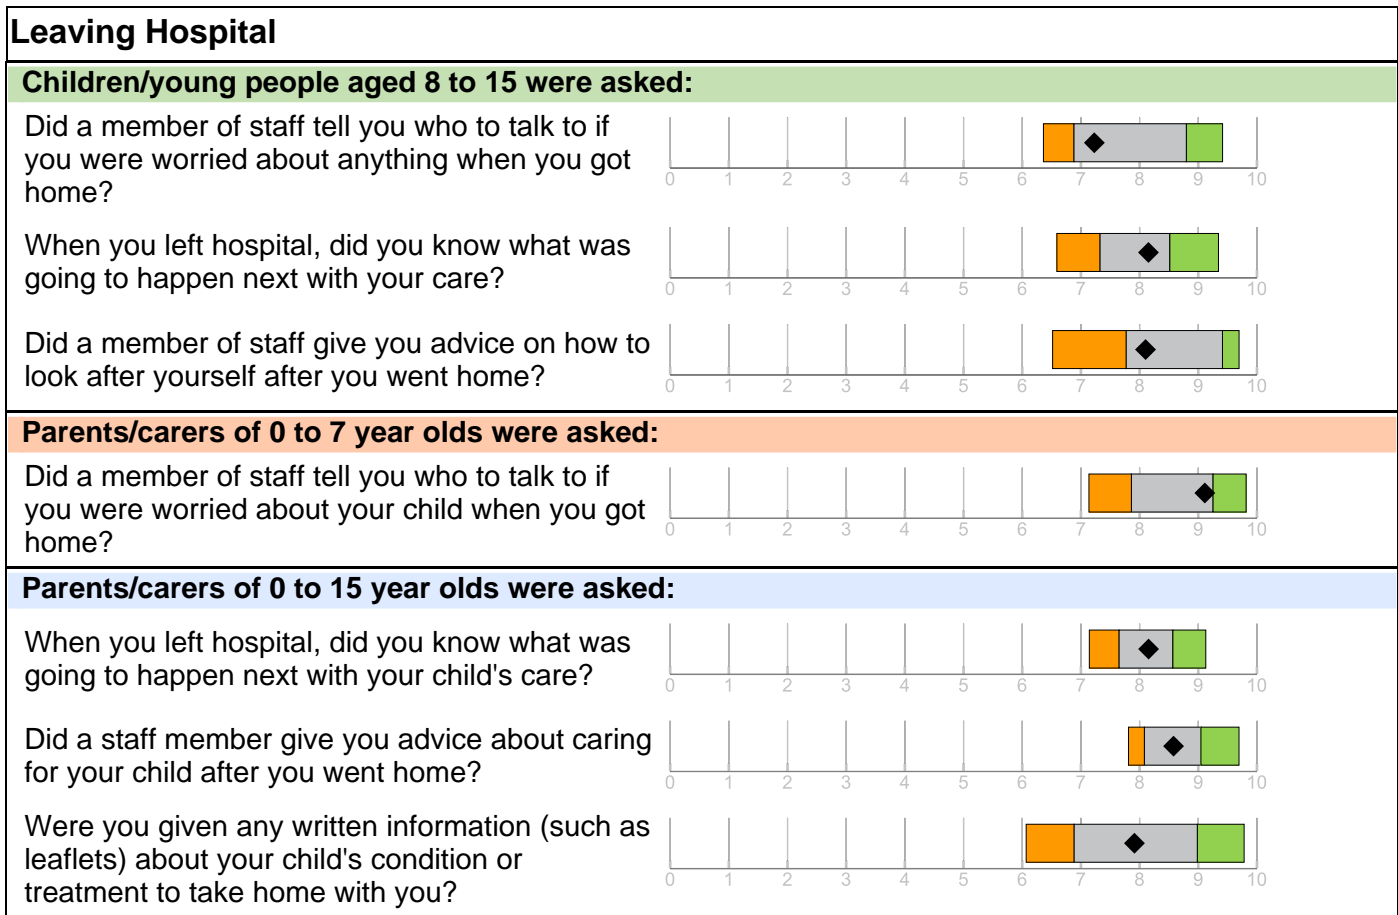 Leaving Hospital
Children/young people aged 8 to 15 were asked:
Did a member of staff tell you who to talk to if
you were worried about anything when you got
home?
0 1 2 3 4 5 6 7 8 9 10
When you left hospital, did you know what was
going to happen next with your care?
0 1 2 3 4 5 6 7 8 9 10
Did a member of staff give you advice on how to
look after yourself after you went home?
0 1 2 3 4 5 6 7 8 9 10
Parents/carers of 0 to 7 year olds were asked:
Did a member of staff tell you who to talk to if
you were worried about your child when you got
home?
0 1 2 3 4 5 6 7 8 9 10
Parents/carers of 0 to 15 year olds were asked:
When you left hospital, did you know what was
going to happen next with your child's care?
0 1 2 3 4 5 6 7 8 9 10
Did a staff member give you advice about caring
for your child after you went home?
0 1 2 3 4 5 6 7 8 9 10
Were you given any written information (such as
leaflets) about your child's condition or
treatment to take home with you?
0 1 2 3 4 5 6 7 8 9 10